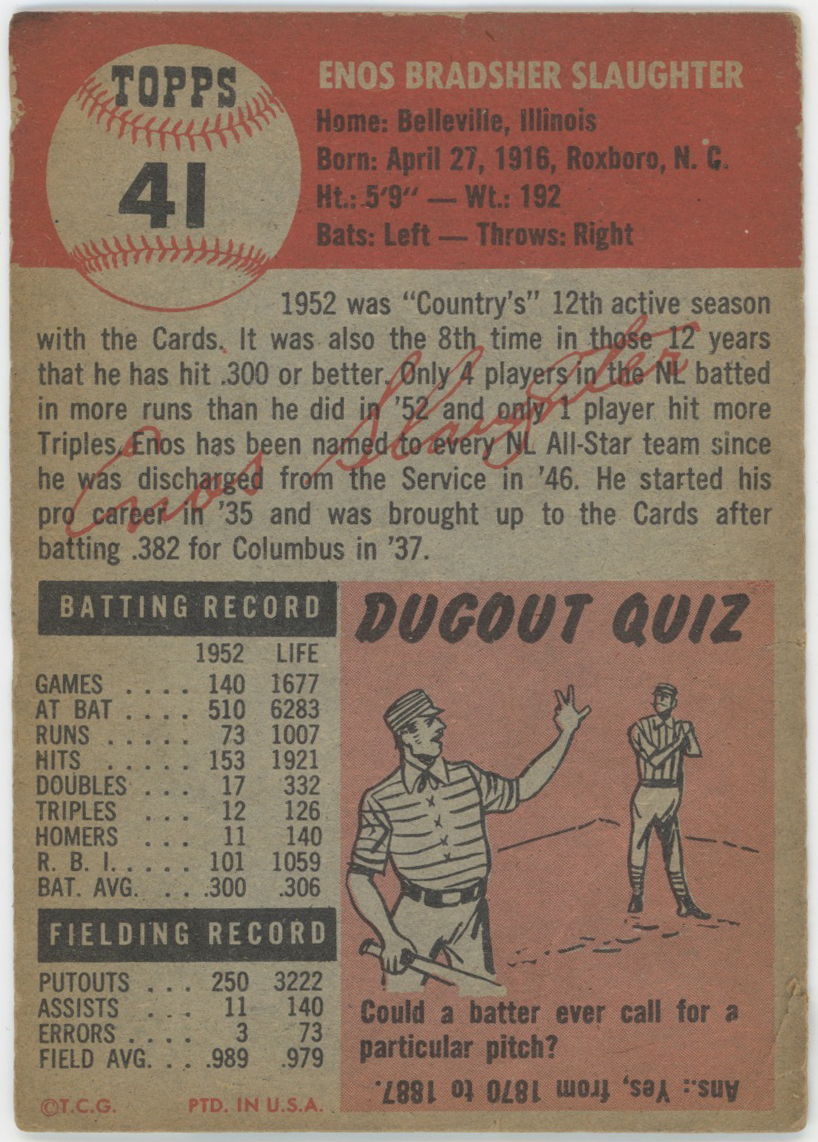 TOPPS
41
ENOS BRADSHER SLAUGHTER
Home: Belleville, Illinois
Born: April 27, 1916, Roxboro, N. C.
Ht.: 5'9" — Wt.: 192
Bats: Left — Throws: Right
1952 was "Country's" 12th active season
with the Cards. It was also the 8th time in those 12 years
that he has hit .300 or better. Only 4 players in the NL batted
in more runs than he did in '52 and only 1 player hit more
Triples. Enos has been named to every NL All-Star team since
he was discharged from the Service in '46. He started his
pro career in '35 and was brought up to the Cards after
batting .382 for Columbus in '37.
Enos Slaughter
BATTING RECORD
1952 LIFE
GAMES . . . . 140 1677
AT BAT . . . . 510 6283
RUNS . . . . . 73 1007
HITS . . . . . 153 1921
DOUBLES . . . 17 332
TRIPLES . . . 12 126
HOMERS . . . 11 140
R. B. I. . . . . 101 1059
BAT. AVG. . . . .300 .306
FIELDING RECORD
PUTOUTS . . . 250 3222
ASSISTS . . . 11 140
ERRORS . . . . 3 73
FIELD AVG. . . .989 .979
©T.C.G. PTD. IN U.S.A.
DUGOUT QUIZ
Could a batter ever call for a
particular pitch?
Ans.: Yes, from 1870 to 1887.